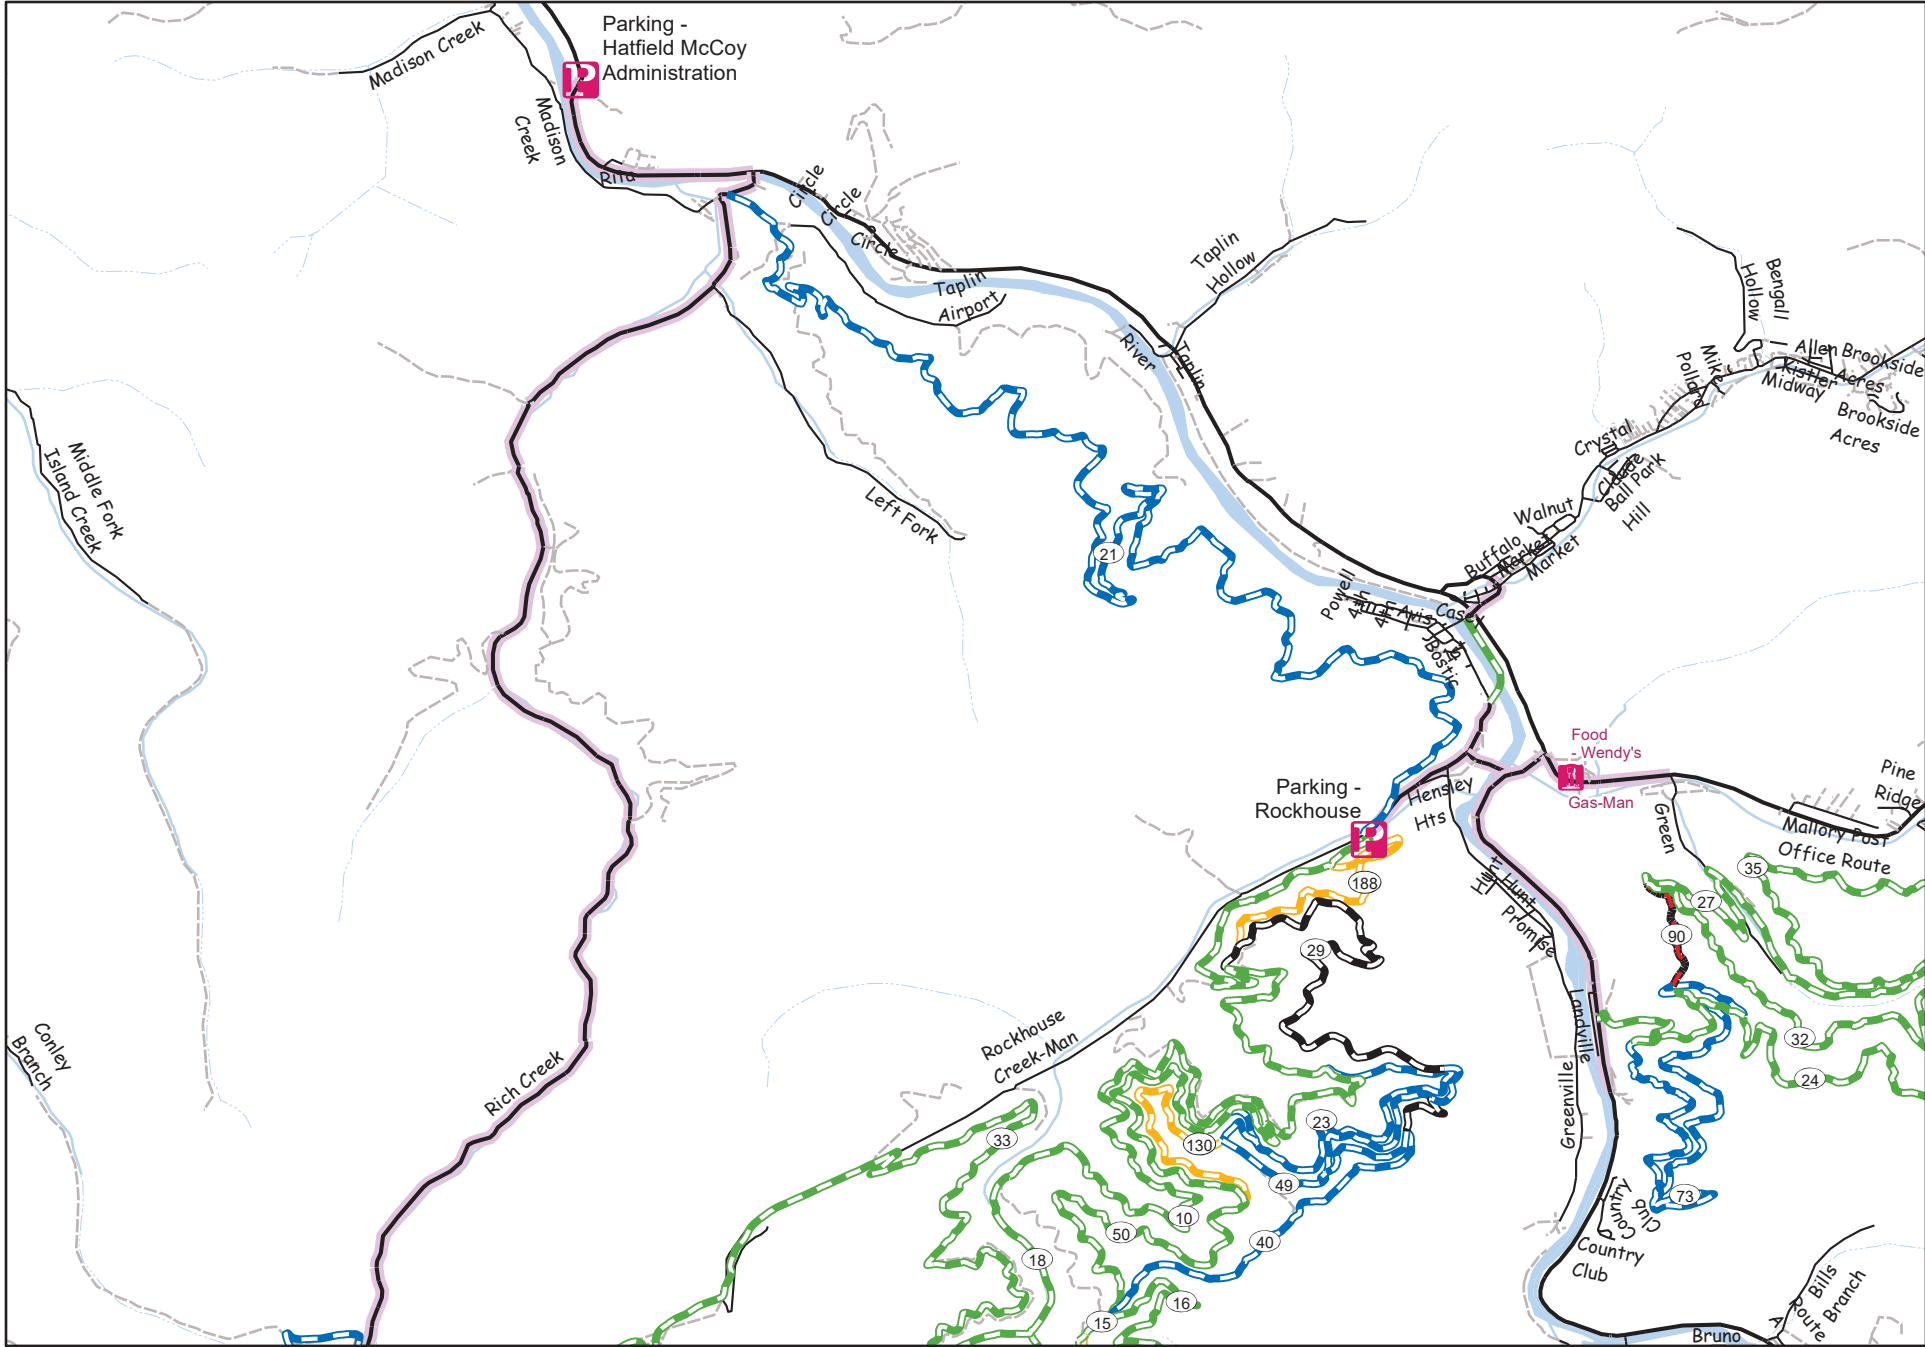 Parking -
Hatfield McCoy
Administration
Madison Creek
Madison
Creek
Rita
Circle
Circle
Circle
Taplin
Airport
Taplin
Hollow
River
Taplin
Bengall
Hollow
Allen
Brookside
Acres
Kistler
Midway
Brookside
Acres
Mike
Pollard
Crystal
Claude
Ball Park
Hill
Walnut
Buffalo
Market
Market
Middle Fork
Island Creek
Left Fork
21
Powell
4th
4th
Avis
Casey
1st
Bostic
Food
- Wendy's
Gas-Man
Parking -
Rockhouse
Hensley
Hts
Pine
Ridge
Green
Mallory Post
Office Route
188
Hunt
Hunt
Promise
35
27
90
29
Landville
Greenville
32
24
Conley
Branch
Rockhouse
Creek-Man
Rich Creek
33
23
130
49
73
10
50
40
18
16
15
Country
Club
Country
Club
Bills
Branch
Route
A
Bruno